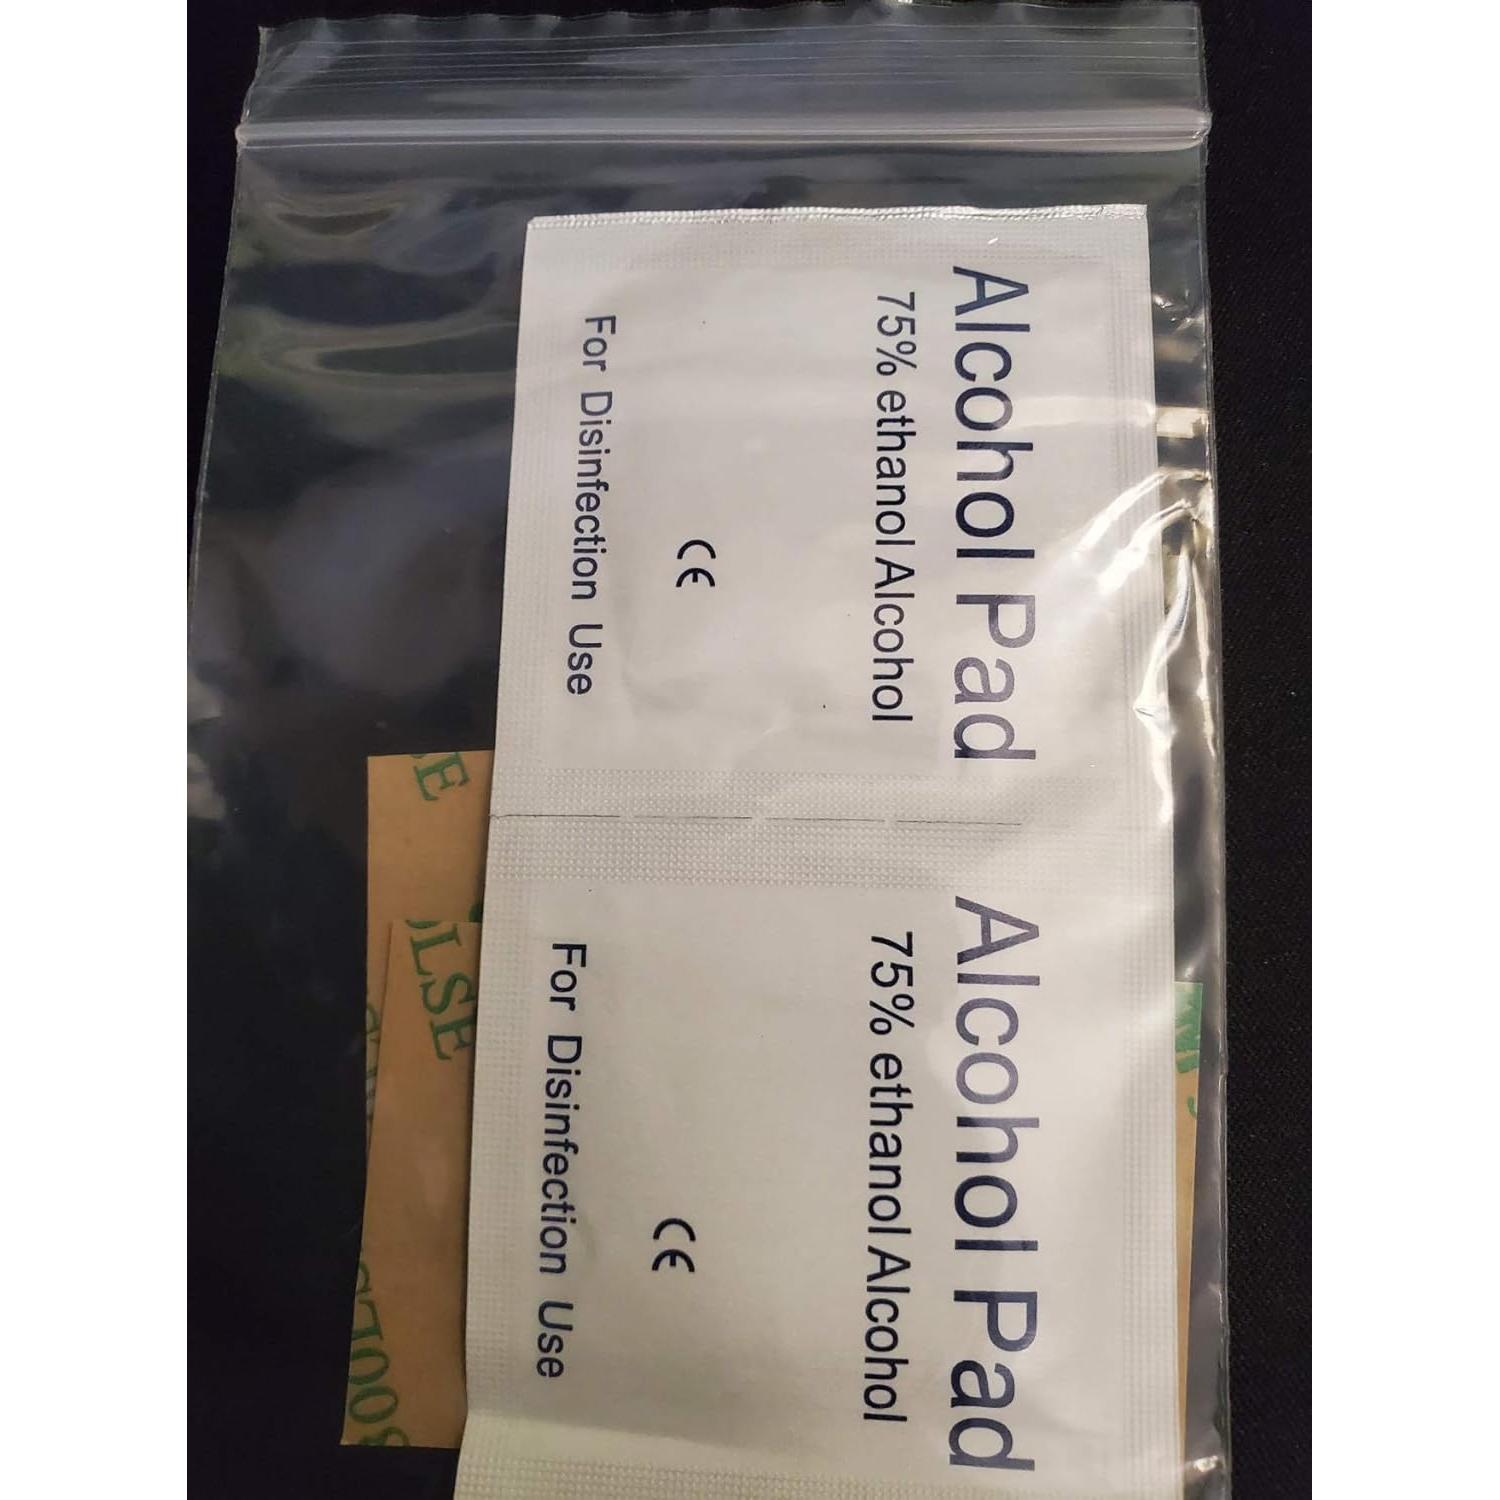 Alcohol Pad
75% ethanol Alcohol
CE
For Disinfection Use
Alcohol Pad
75% ethanol Alcohol
CE
For Disinfection Use